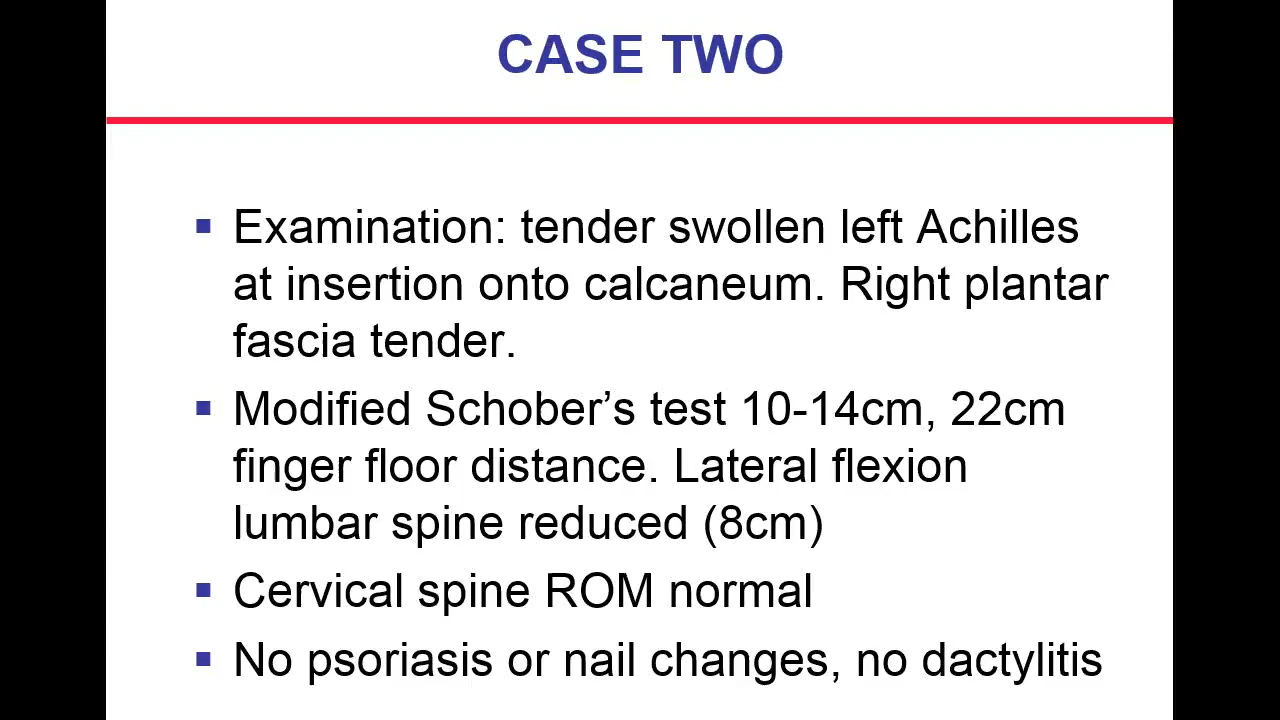 CASE TWO
▪ Examination: tender swollen left Achilles
at insertion onto calcaneum. Right plantar
fascia tender.
▪ Modified Schober’s test 10-14cm, 22cm
finger floor distance. Lateral flexion
lumbar spine reduced (8cm)
▪ Cervical spine ROM normal
▪ No psoriasis or nail changes, no dactylitis